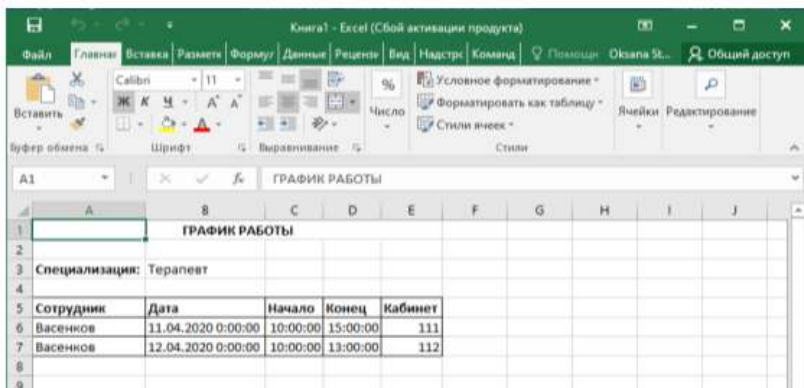 Книга1 - Excel (Сбой активации продукта)
Файл Главная Вставка Разметк Формул Данные Рецензи Вид Надстрс Команд Помощн Oksana St... Общий доступ
Вставить
Calibri 11
Ж К Ч
Число
Условное форматирование
Форматировать как таблицу
Стили ячеек
Ячейки Редактирование
Буфер обмена Шрифт Выравнивание Стили
A1 fx ГРАФИК РАБОТЫ
A B C D E F G H I J
1 ГРАФИК РАБОТЫ
2
3 Специализация: Терапевт
4
5 Сотрудник Дата Начало Конец Кабинет
6 Васенков 11.04.2020 0:00:00 10:00:00 15:00:00 111
7 Васенков 12.04.2020 0:00:00 10:00:00 13:00:00 112
8
9